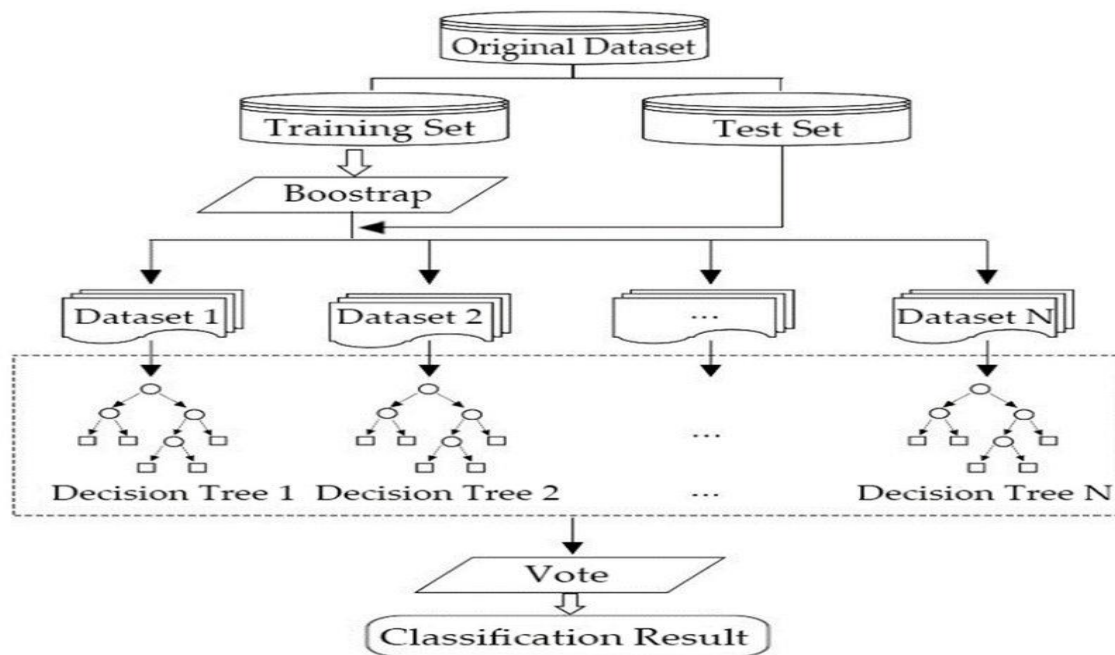 Original Dataset
Training Set
Test Set
Boostrap
Dataset 1
Dataset 2
...
Dataset N
...
Decision Tree 1
Decision Tree 2
...
Decision Tree N
Vote
Classification Result